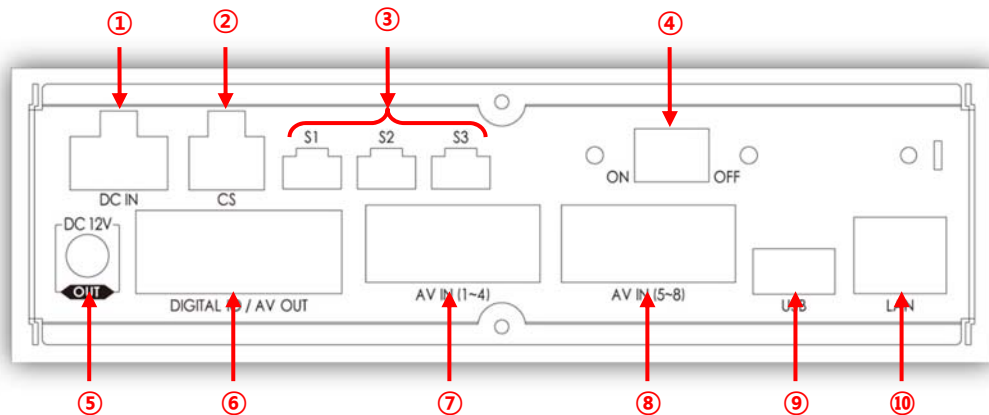 ① ② ③ ④
S1 S2 S3
ON OFF
DC IN CS
DC 12V
OUT
DIGITAL IO / AV OUT AV IN (1~4) AV IN (5~8) USB LAN
⑤ ⑥ ⑦ ⑧ ⑨ ⑩